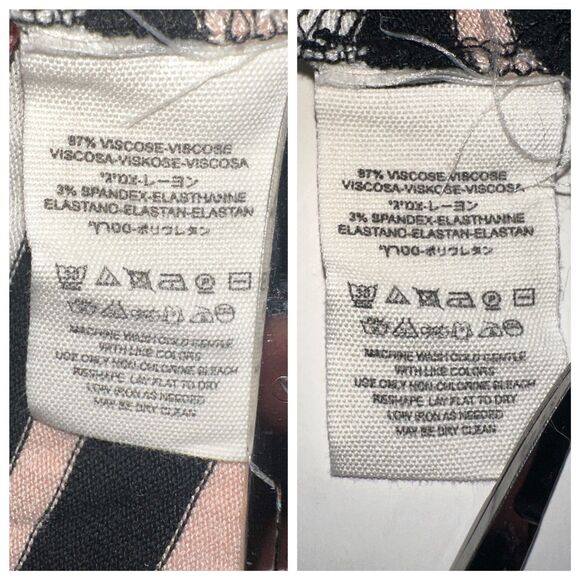 97% VISCOSE-VISCOSE
VISCOSA-VISKOSE-VISCOSA
レーヨン
3% SPANDEX-ELASTHANNE
ELASTANO-ELASTAN-ELASTAN
ポリウレタン
MACHINE WASH COLD GENTLE
WITH LIKE COLORS
USE ONLY NON-CHLORINE BLEACH
RESHAPE LAY FLAT TO DRY
LOW IRON AS NEEDED
MAY BE DRY CLEAN
97% VISCOSE-VISCOSE
VISCOSA-VISKOSE-VISCOSA
レーヨン
3% SPANDEX-ELASTHANNE
ELASTANO-ELASTAN-ELASTAN
ポリウレタン
MACHINE WASH COLD GENTLE
WITH LIKE COLORS
USE ONLY NON-CHLORINE BLEACH
RESHAPE LAY FLAT TO DRY
LOW IRON AS NEEDED
MAY BE DRY CLEAN